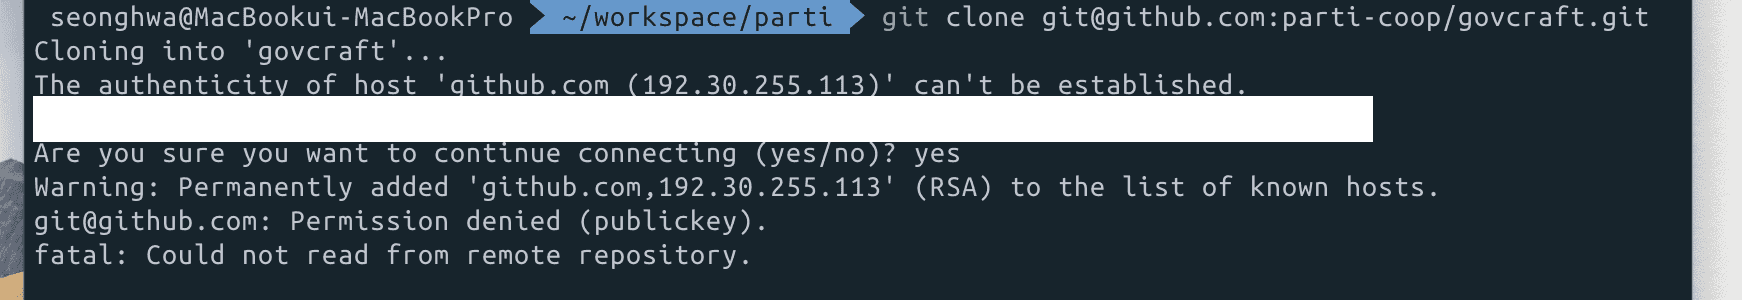 seonghwa@MacBookui-MacBookPro ~/workspace/parti git clone git@github.com:parti-coop/govcraft.git
Cloning into 'govcraft'...
The authenticity of host 'github.com (192.30.255.113)' can't be established.
Are you sure you want to continue connecting (yes/no)? yes
Warning: Permanently added 'github.com,192.30.255.113' (RSA) to the list of known hosts.
git@github.com: Permission denied (publickey).
fatal: Could not read from remote repository.